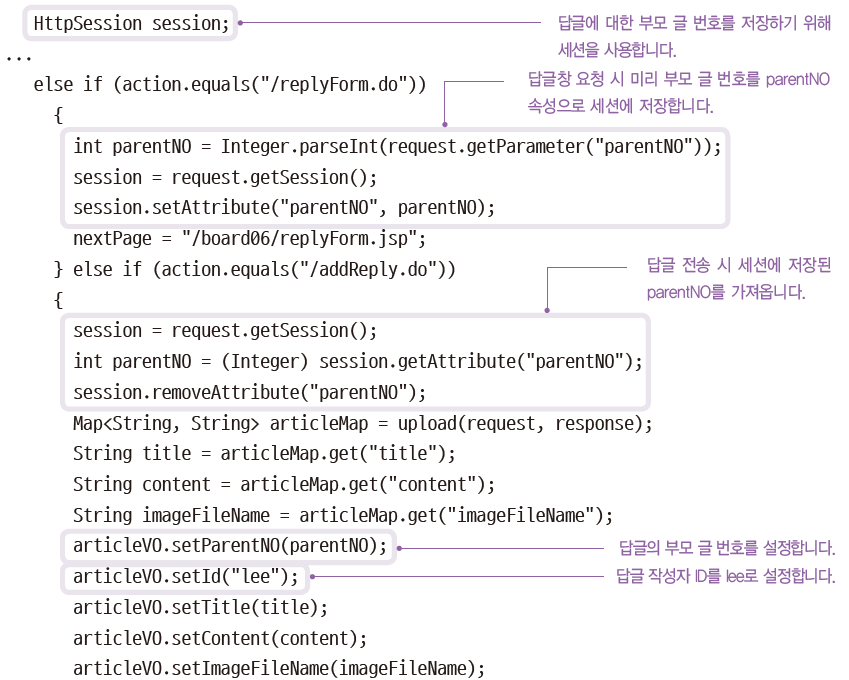 HttpSession session;
답글에 대한 부모 글 번호를 저장하기 위해
세션을 사용합니다.
...
else if (action.equals("/replyForm.do"))
답글창 요청 시 미리 부모 글 번호를 parentNO
속성으로 세션에 저장합니다.
{
int parentNO = Integer.parseInt(request.getParameter("parentNO"));
session = request.getSession();
session.setAttribute("parentNO", parentNO);
nextPage = "/board06/replyForm.jsp";
} else if (action.equals("/addReply.do"))
답글 전송 시 세션에 저장된
parentNO를 가져옵니다.
{
session = request.getSession();
int parentNO = (Integer) session.getAttribute("parentNO");
session.removeAttribute("parentNO");
Map<String, String> articleMap = upload(request, response);
String title = articleMap.get("title");
String content = articleMap.get("content");
String imageFileName = articleMap.get("imageFileName");
articleVO.setParentNO(parentNO);
답글의 부모 글 번호를 설정합니다.
articleVO.setId("lee");
답글 작성자 ID를 lee로 설정합니다.
articleVO.setTitle(title);
articleVO.setContent(content);
articleVO.setImageFileName(imageFileName);